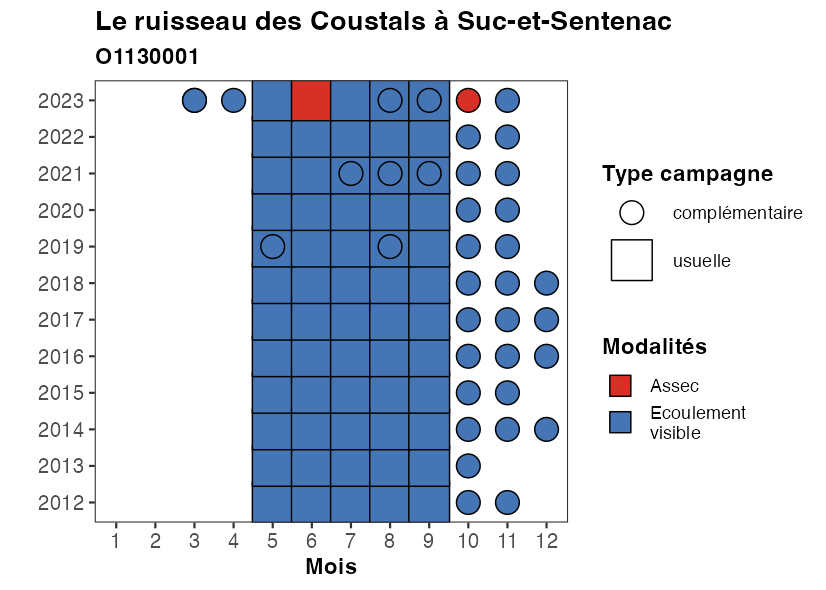 Le ruisseau des Coustals à Suc-et-Sentenac
O1130001
2023
2022
2021
2020
2019
2018
2017
2016
2015
2014
2013
2012
1 2 3 4 5 6 7 8 9 10 11 12
Mois
Type campagne
complémentaire
usuelle
Modalités
Assec
Ecoulement
visible